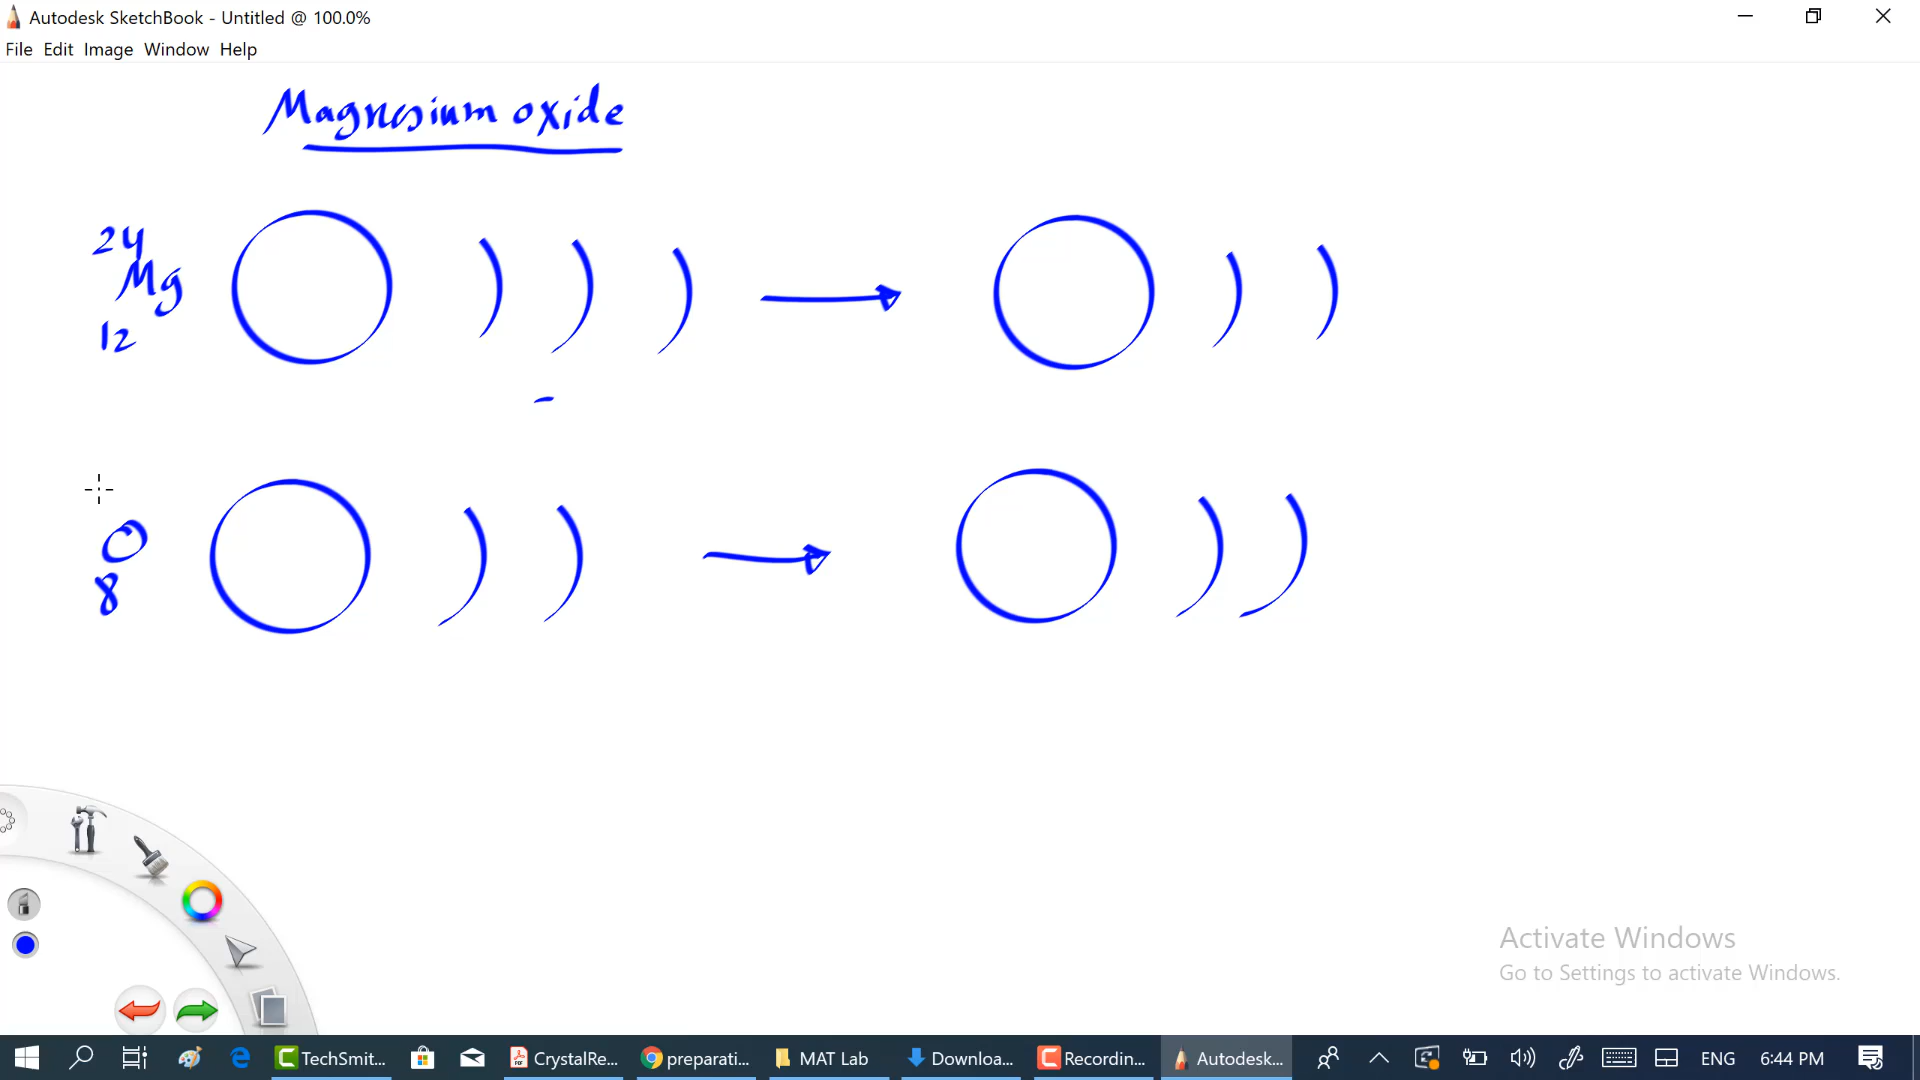 Autodesk SketchBook - Untitled @ 100.0%
File Edit Image Window Help
Magnesium oxide
24
Mg
12
O
8
Activate Windows
Go to Settings to activate Windows.
TechSmit... CrystalRe... preparati... MAT Lab Downloa... Recordin... Autodesk... ENG 6:44 PM